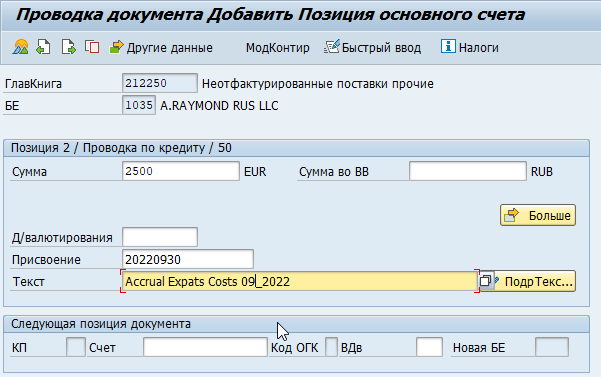 Проводка документа Добавить Позиция основного счета
Другие данные МодКонтир Быстрый ввод Налоги
ГлавКнига 212250 Неотфактурированные поставки прочие
БЕ 1035 A.RAYMOND RUS LLC
Позиция 2 / Проводка по кредиту / 50
Сумма 2500 EUR Сумма во ВВ RUB
Больше
Д/валютирования
Присвоение 20220930
Текст Accrual Expats Costs 09_2022 ПодрТекс...
Следующая позиция документа
КП Счет Код ОГК ВДв Новая БЕ